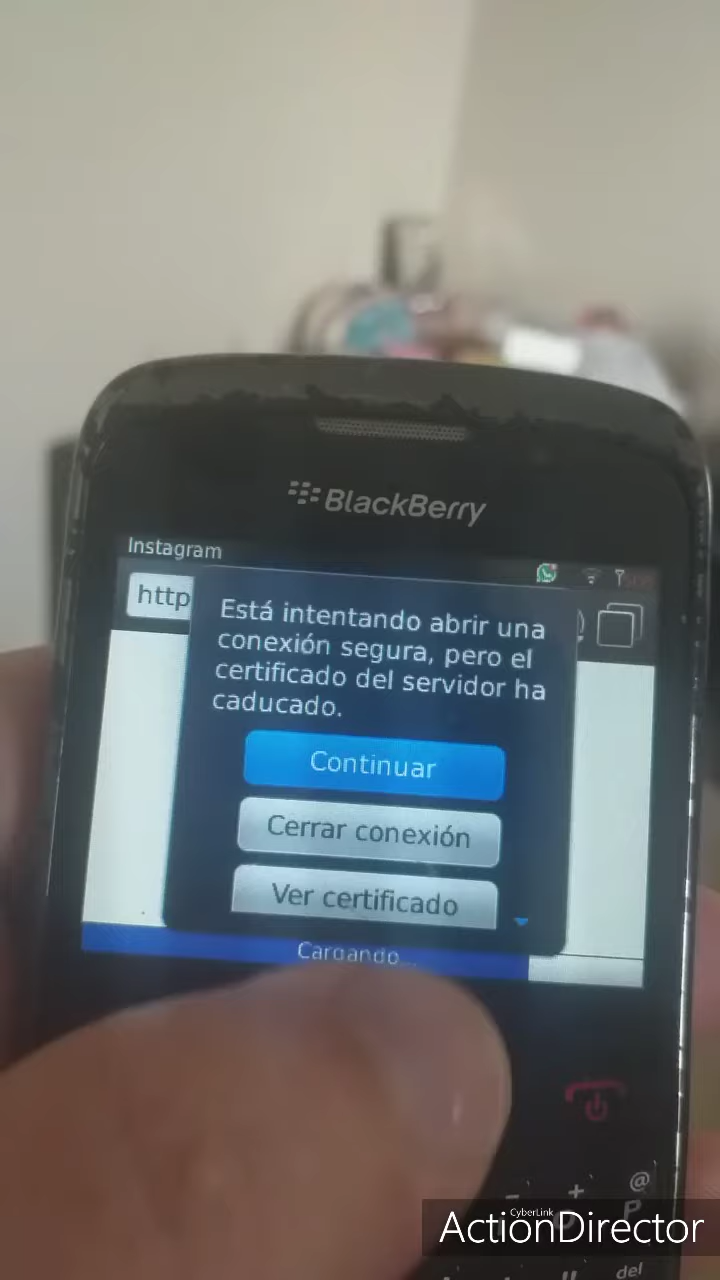 BlackBerry
Instagram
http
Está intentando abrir una
conexión segura, pero el
certificado del servidor ha
caducado.
Continuar
Cerrar conexión
Ver certificado
Cargando...
@
+
P
CyberLink
ActionDirector
del